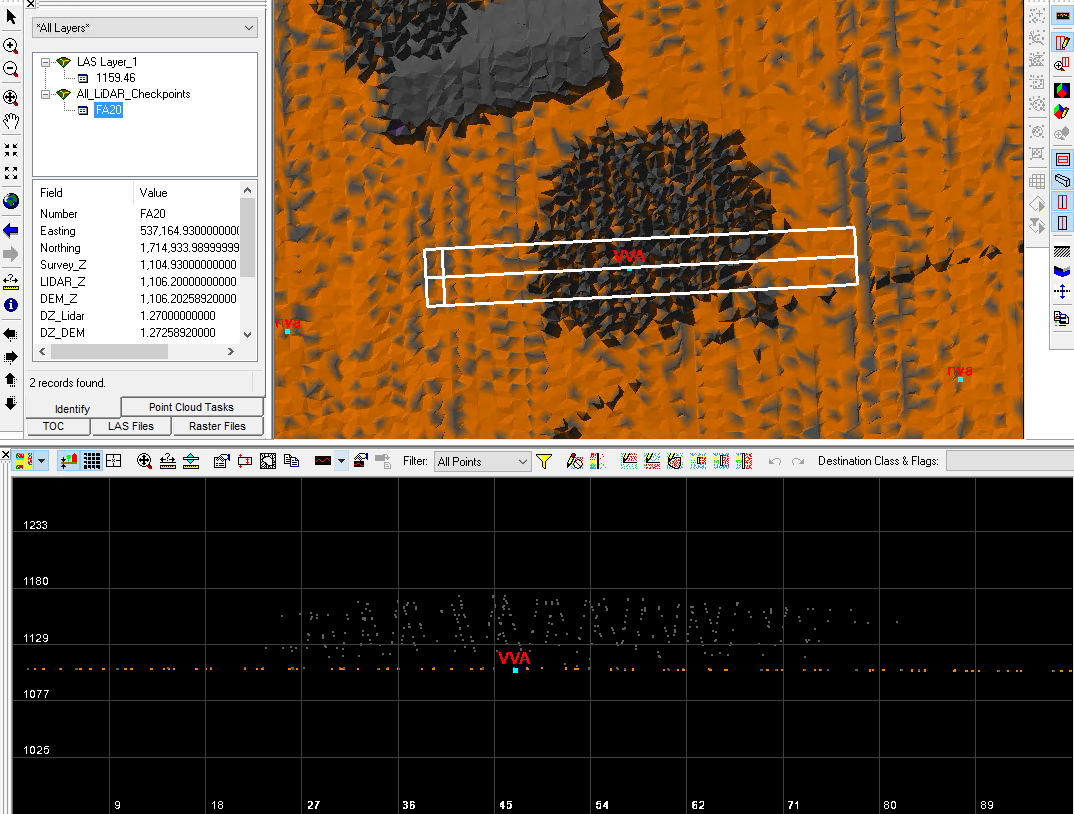 *All Layers*
LAS Layer_1
1159.46
All_LiDAR_Checkpoints
FA20
Field Value
Number FA20
Easting 537,164.9300000000
Northing 1,714,933.98999999
Survey_Z 1,104.93000000000
LIDAR_Z 1,106.20000000000
DEM_Z 1,106.20258920000
DZ_Lidar 1.27000000000
DZ_DEM 1.27258920000
2 records found.
Identify Point Cloud Tasks
TOC LAS Files Raster Files
VVA
nva
nva
Filter: All Points Destination Class & Flags:
1233
1180
1129
VVA
1077
1025
9 18 27 36 45 54 62 71 80 89